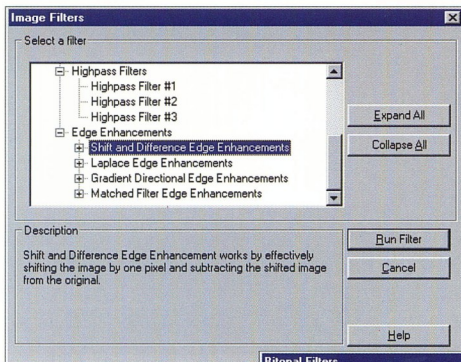 Image Filters
Select a filter
Highpass Filters
Highpass Filter #1
Highpass Filter #2
Highpass Filter #3
Edge Enhancements
Shift and Difference Edge Enhancements
Laplace Edge Enhancements
Gradient Directional Edge Enhancements
Matched Filter Edge Enhancements
Expand All
Collapse All
Description
Shift and Difference Edge Enhancement works by effectively
shifting the image by one pixel and subtracting the shifted image
from the original.
Run Filter
Cancel
Help
Bitonal Filters